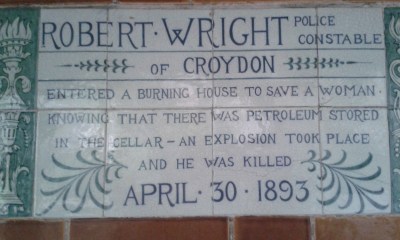 ROBERT · WRIGHT POLICE CONSTABLE
OF CROYDON
ENTERED A BURNING HOUSE TO SAVE A WOMAN ·
KNOWING THAT THERE WAS PETROLEUM STORED
IN THE CELLAR – AN EXPLOSION TOOK PLACE
AND HE WAS KILLED
APRIL · 30 · 1893